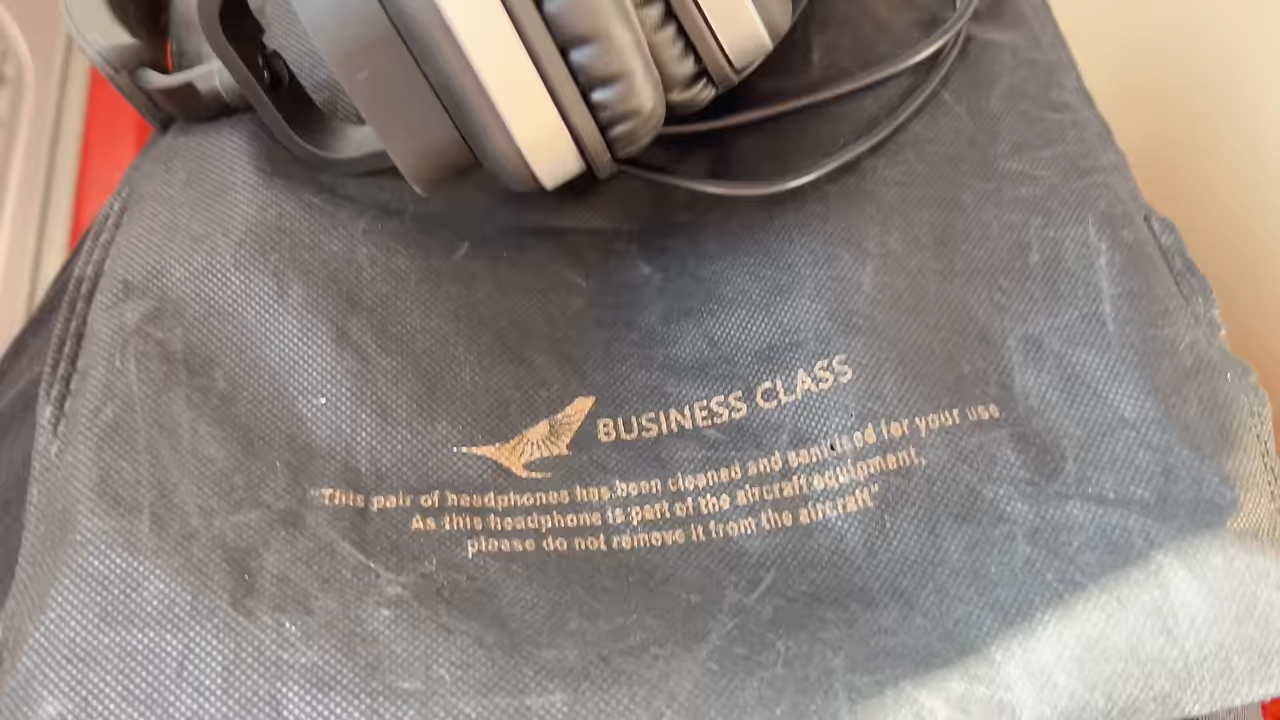 BUSINESS CLASS
"This pair of headphones has been cleaned and sanitised for your use.
As this headphone is part of the aircraft equipment,
please do not remove it from the aircraft"